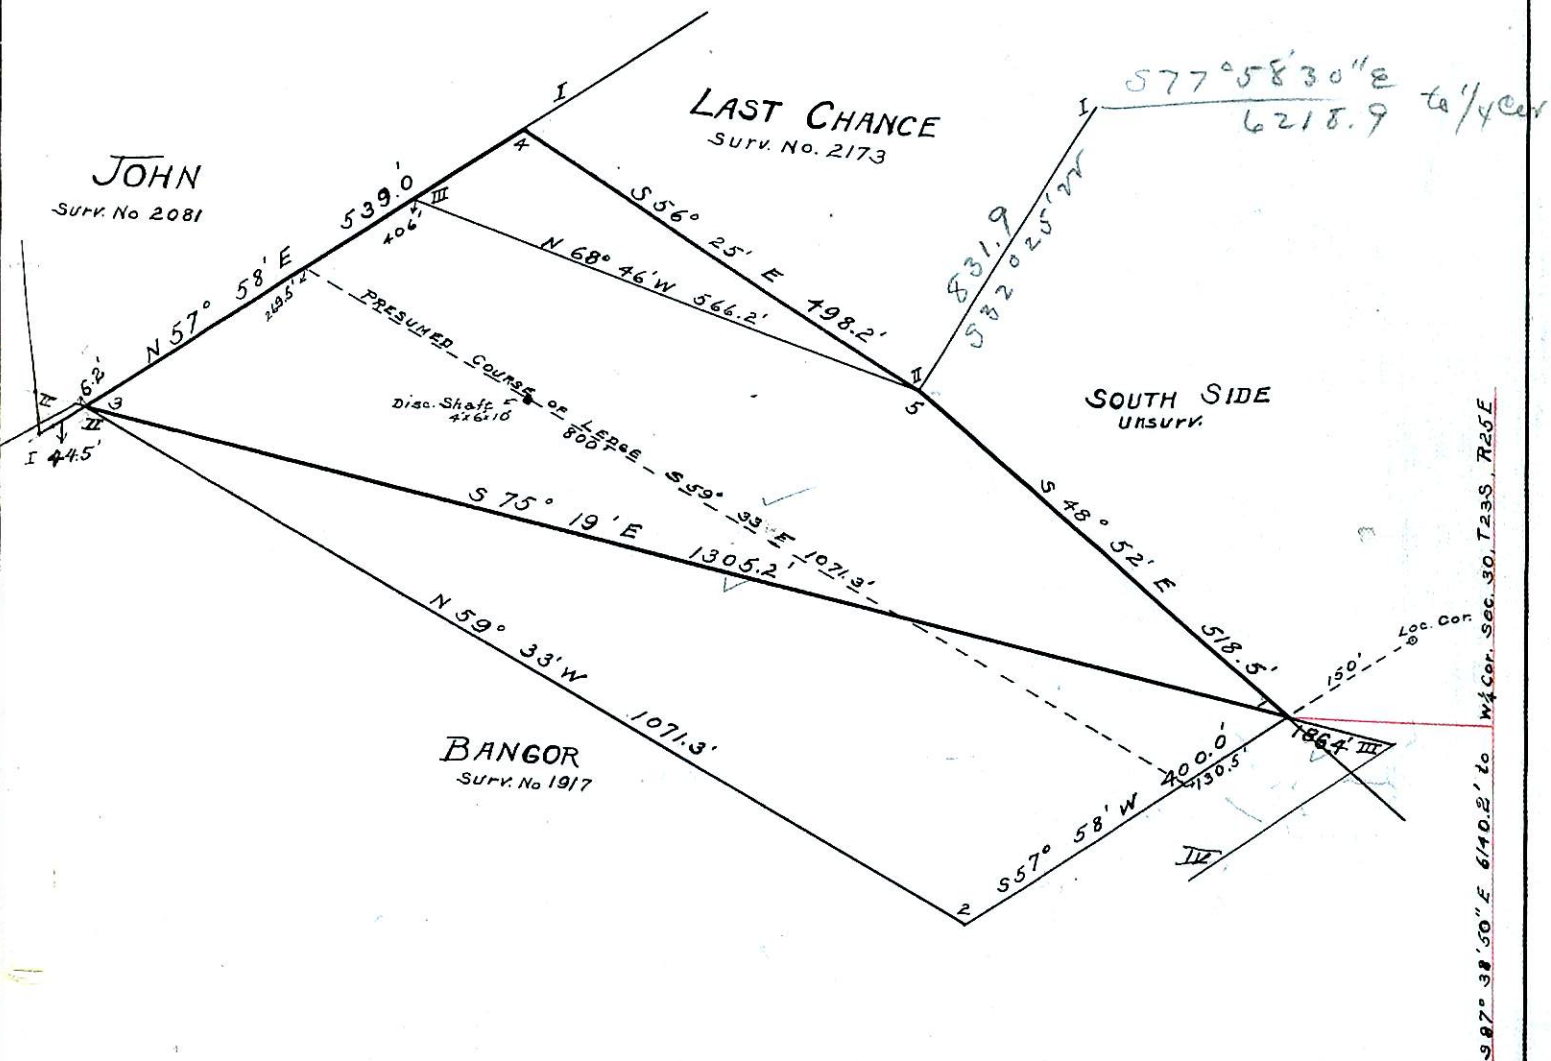 I
LAST CHANCE
Surv. No. 2173
I
S77°58'30"E
6218.9 to 1/4 Cor
JOHN
Surv. No 2081
4
III
539.0'
406'
S 56° 25' E 498.2'
831.9
N 68° 46' W 566.2'
N 57° 58' E
269.5'
PRESUMED COURSE OF LEDGE S 59° 33' E 1071.3'
800'
Disc. Shaft
4x6x10
II
5
SOUTH SIDE
Unsurv.
6.2'
3
II
II
I 44.5'
S 75° 19' E 1305.2'
S 48° 52' E 518.5'
N 59° 33' W 1071.3'
Loc. Cor.
150'
BANGOR
Surv. No 1917
186.4' III
400.0'
130.5'
S57° 58' W
IV
2
S 87° 38' 50" E 6140.2' to W¼ Cor. Sec. 30, T23S, R25E